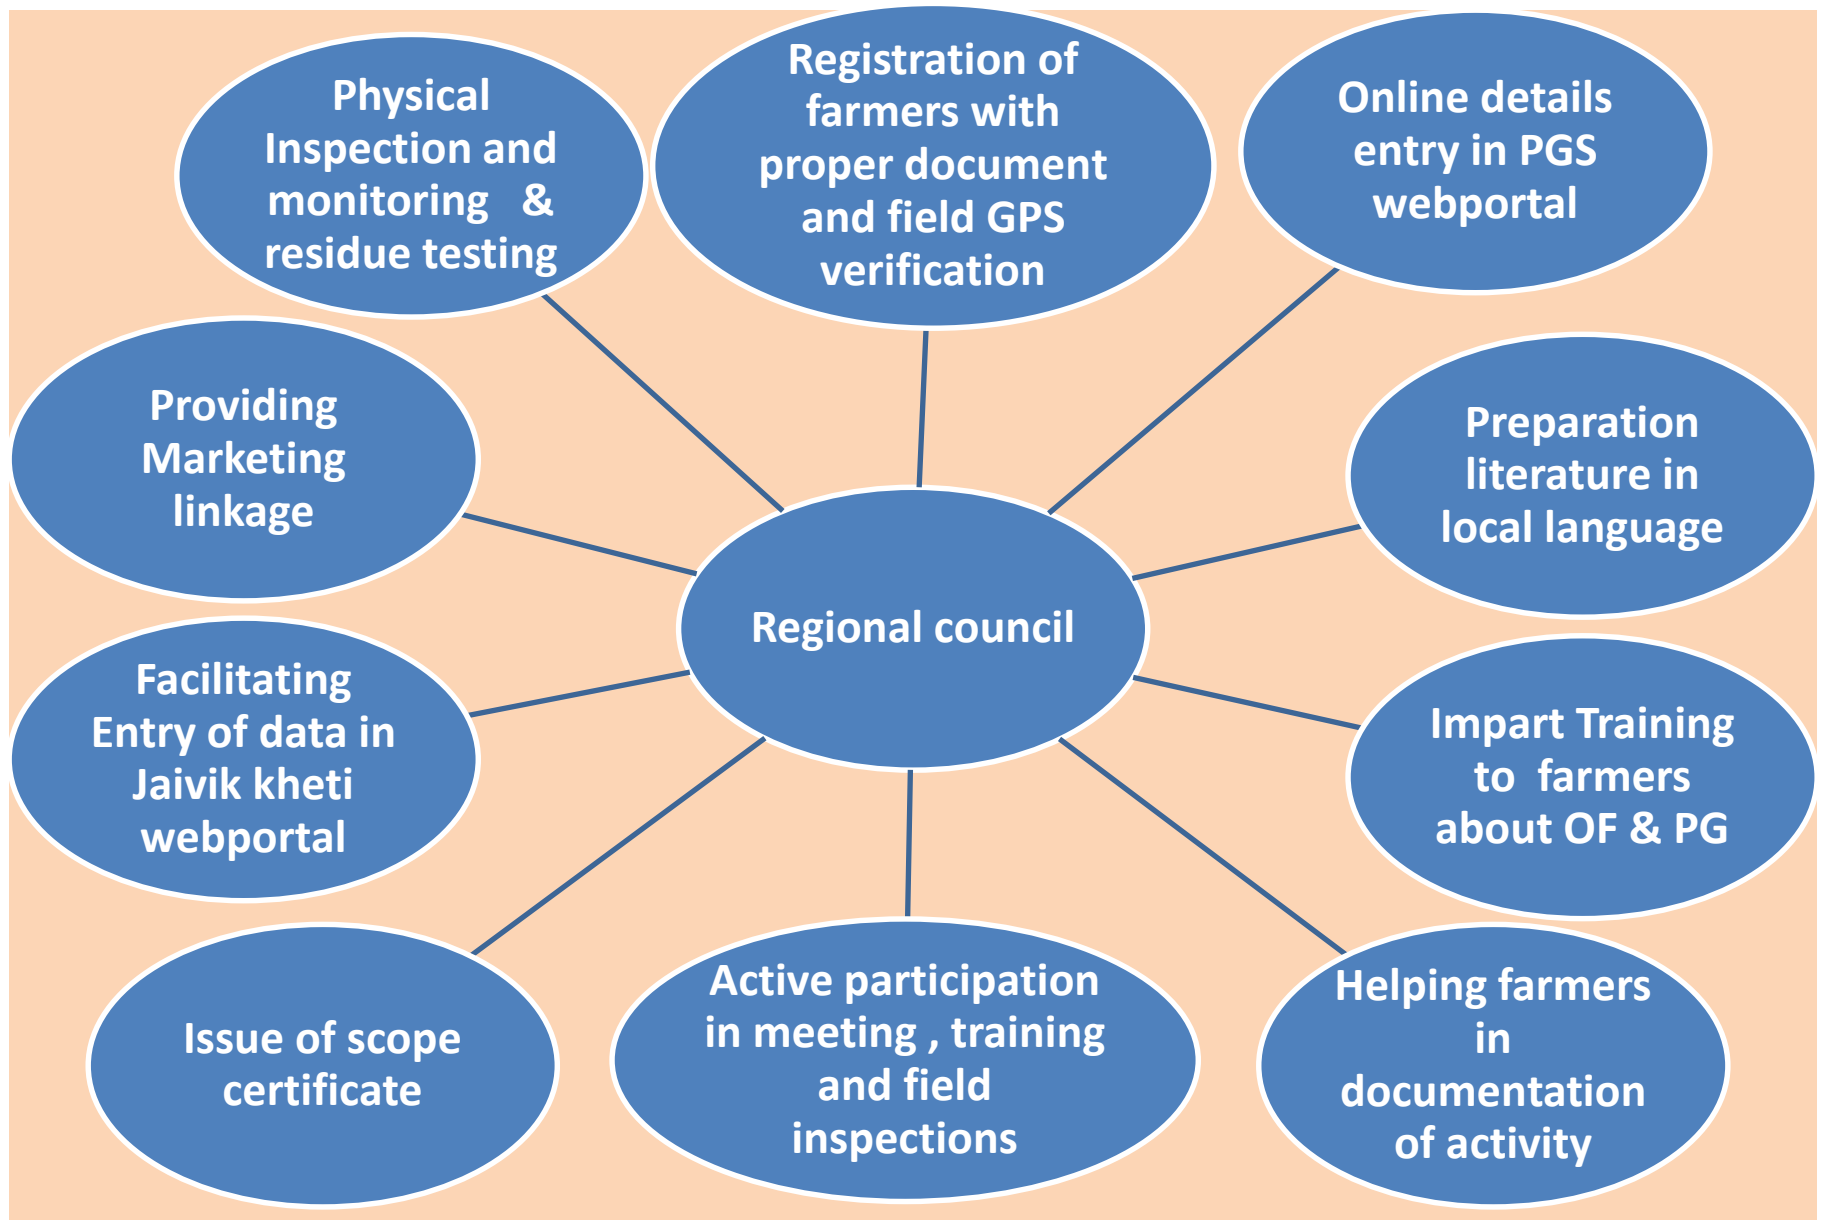 Physical
Inspection and
monitoring & 
residue testing
Registration of
farmers with
proper document
and field GPS
verification
Online details
entry in PGS
webportal
Providing
Marketing
linkage
Preparation
literature in
local language
Regional council
Facilitating
Entry of data in
Jaivik kheti
webportal
Impart Training
to farmers
about OF & PG
Issue of scope
certificate
Active participation
in meeting , training
and field
inspections
Helping farmers
in
documentation
of activity